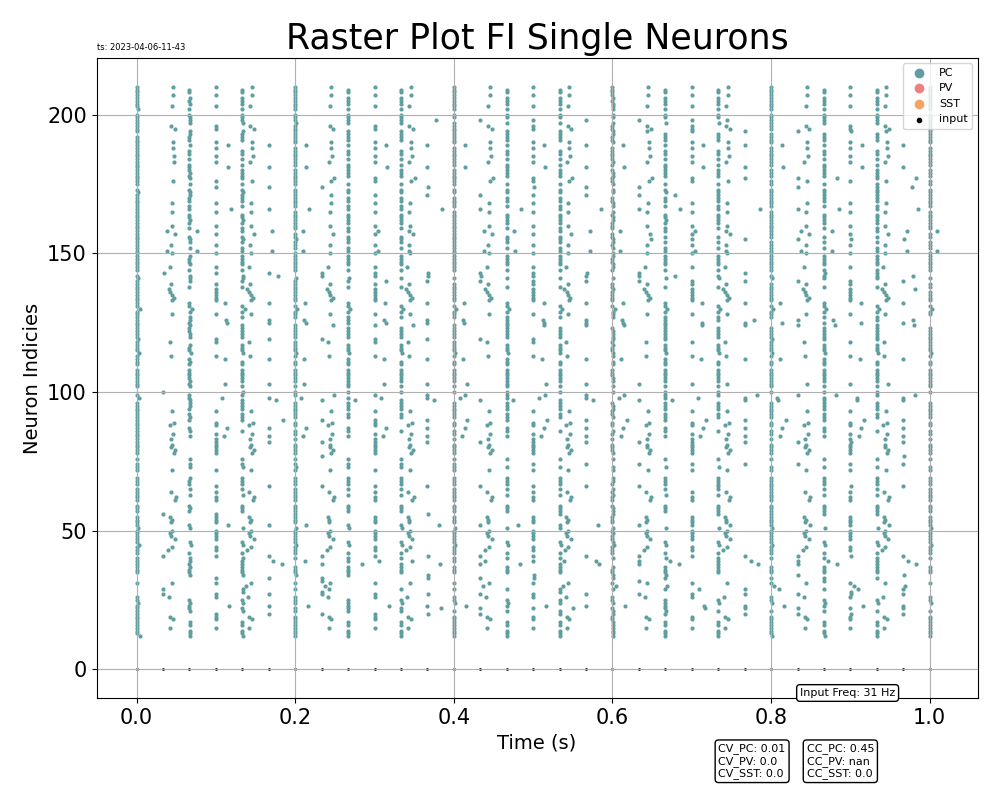 Raster Plot FI Single Neurons
ts: 2023-04-06-11-43
PC
PV
SST
input
200
150
100
50
0
Neuron Indicies
0.0 0.2 0.4 0.6 0.8 1.0
Time (s)
Input Freq: 31 Hz
CV_PC: 0.01
CV_PV: 0.0
CV_SST: 0.0
CC_PC: 0.45
CC_PV: nan
CC_SST: 0.0